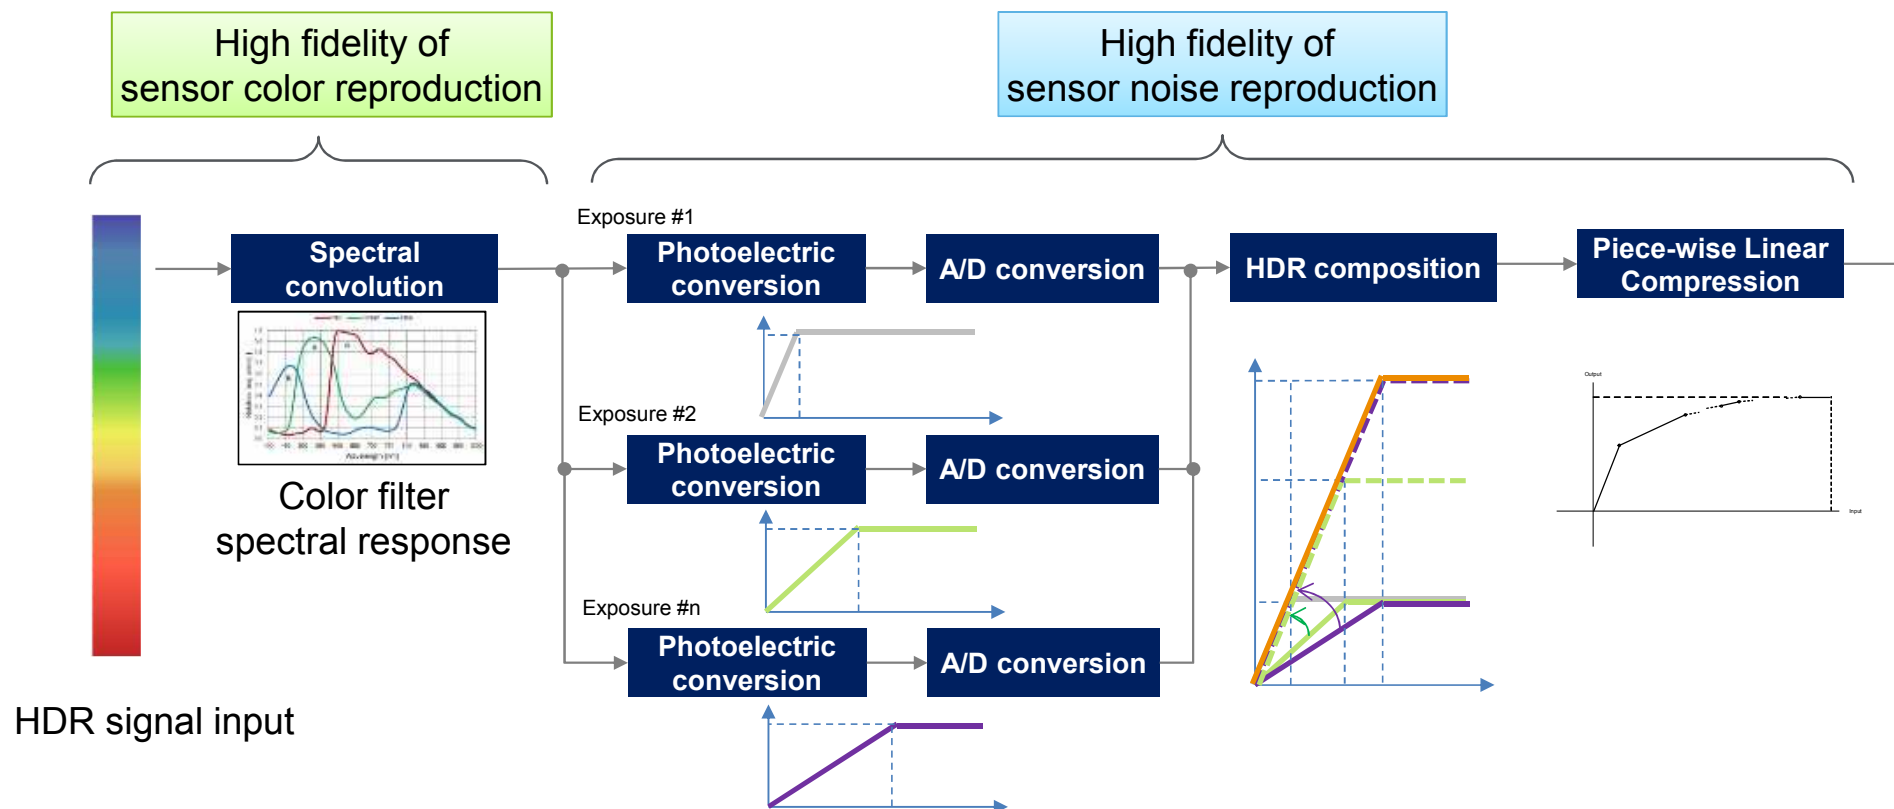 High fidelity of
sensor color reproduction
High fidelity of
sensor noise reproduction
Exposure #1
Spectral
convolution
Photoelectric
conversion
A/D conversion
HDR composition
Piece-wise Linear
Compression
Exposure #2
Photoelectric
conversion
A/D conversion
Color filter
spectral response
Output
Input
Exposure #n
Photoelectric
conversion
A/D conversion
HDR signal input